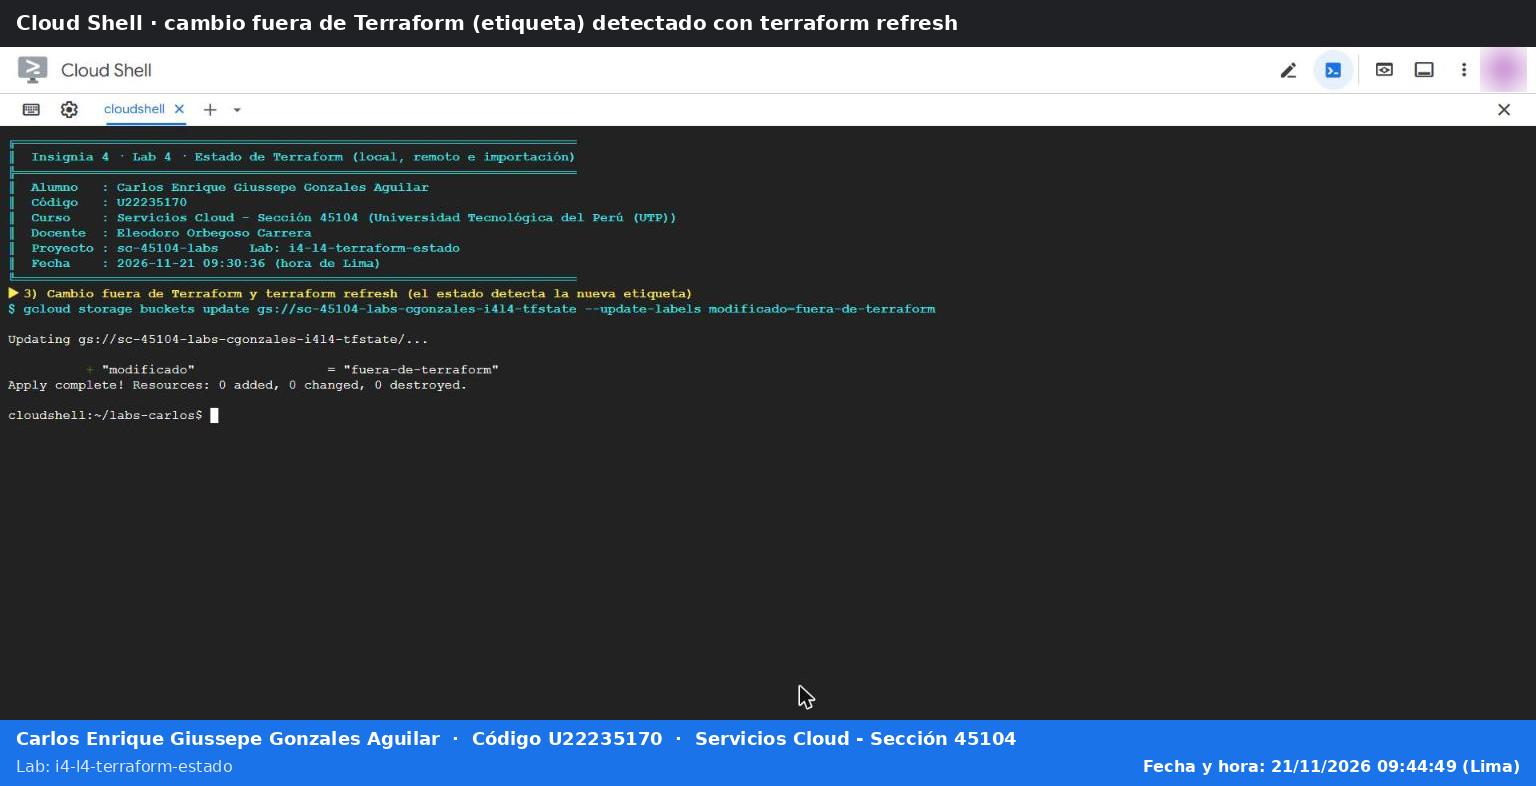 Cloud Shell · cambio fuera de Terraform (etiqueta) detectado con terraform refresh
Cloud Shell
cloudshell
Insignia 4 · Lab 4 · Estado de Terraform (local, remoto e importación)
Alumno : Carlos Enrique Giussepe Gonzales Aguilar
Código : U22235170
Curso : Servicios Cloud - Sección 45104 (Universidad Tecnológica del Perú (UTP))
Docente : Eleodoro Orbegoso Carrera
Proyecto : sc-45104-labs Lab: i4-l4-terraform-estado
Fecha : 2026-11-21 09:30:36 (hora de Lima)
▶ 3) Cambio fuera de Terraform y terraform refresh (el estado detecta la nueva etiqueta)
$ gcloud storage buckets update gs://sc-45104-labs-cgonzales-i4l4-tfstate --update-labels modificado=fuera-de-terraform
Updating gs://sc-45104-labs-cgonzales-i4l4-tfstate/...
+ "modificado" = "fuera-de-terraform"
Apply complete! Resources: 0 added, 0 changed, 0 destroyed.
cloudshell:~/labs-carlos$
Carlos Enrique Giussepe Gonzales Aguilar · Código U22235170 · Servicios Cloud - Sección 45104
Lab: i4-l4-terraform-estado
Fecha y hora: 21/11/2026 09:44:49 (Lima)